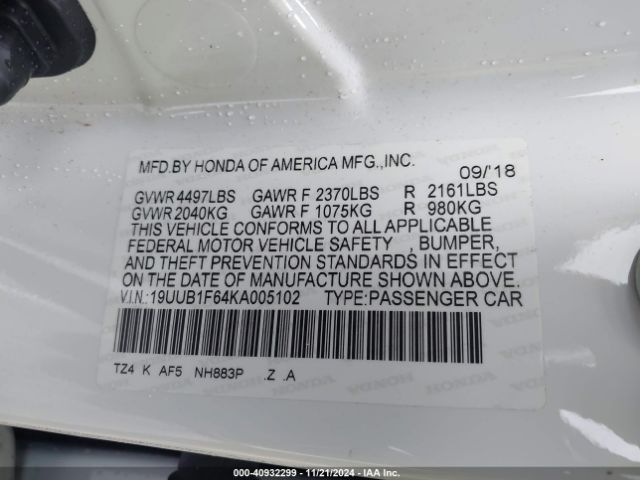 MFD.BY HONDA OF AMERICA MFG.,INC.
09/'18
GVWR 4497LBS GAWR F 2370LBS R 2161LBS
GVWR 2040KG GAWR F 1075KG R 980KG
THIS VEHICLE CONFORMS TO ALL APPLICABLE
FEDERAL MOTOR VEHICLE SAFETY , BUMPER,
AND THEFT PREVENTION STANDARDS IN EFFECT
ON THE DATE OF MANUFACTURE SHOWN ABOVE.
V.I.N.: 19UUB1F64KA005102 TYPE:PASSENGER CAR
TZ4 K AF5 NH883P .Z .A
Copart: 40932299 | 11/21/2024 | IAA Inc.